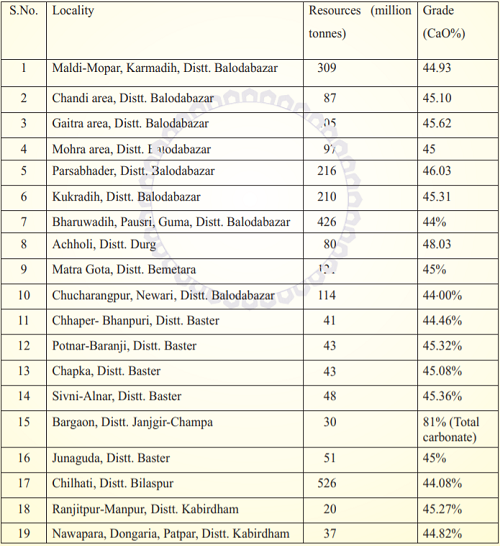 S.No. Locality Resources (million tonnes) Grade (CaO%)
1 Maldi-Mopar, Karmadih, Distt. Balodabazar 309 44.93
2 Chandi area, Distt. Balodabazar 87 45.10
3 Gaitra area, Distt. Balodabazar 45.62
4 Mohra area, Distt. Balodabazar 97 45
5 Parsabhader, Distt. Balodabazar 216 46.03
6 Kukradih, Distt. Balodabazar 210 45.31
7 Bharuwadih, Pausri, Guma, Distt. Balodabazar 426 44%
8 Achholi, Distt. Durg 80 48.03
9 Matra Gota, Distt. Bemetara 45%
10 Chucharangpur, Newari, Distt. Balodabazar 114 44·00%
11 Chhaper- Bhanpuri, Distt. Baster 41 44.46%
12 Potnar-Baranji, Distt. Baster 43 45.32%
13 Chapka, Distt. Baster 43 45.08%
14 Sivni-Alnar, Distt. Baster 48 45.36%
15 Bargaon, Distt. Janjgir-Champa 30 81% (Total carbonate)
16 Junaguda, Distt. Baster 51 45%
17 Chilhati, Distt. Bilaspur 526 44.08%
18 Ranjitpur-Manpur, Distt. Kabirdham 20 45.27%
19 Nawapara, Dongaria, Patpar, Distt. Kabirdham 37 44.82%